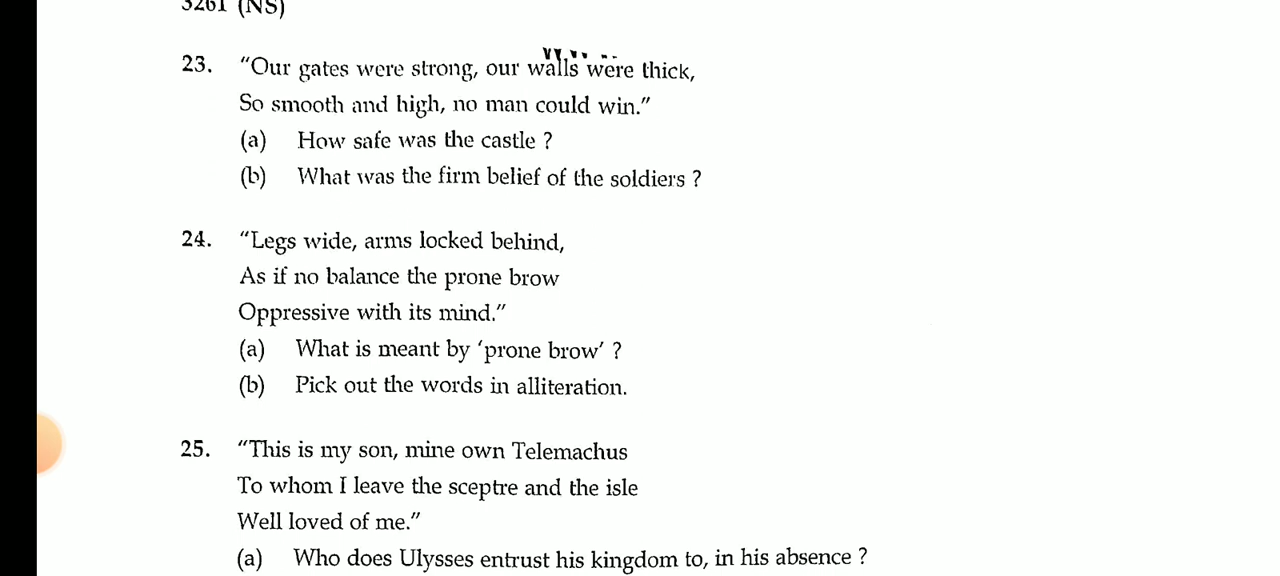 3261 (NS)
23. “Our gates were strong, our walls were thick,
So smooth and high, no man could win.”
(a) How safe was the castle ?
(b) What was the firm belief of the soldiers ?
24. “Legs wide, arms locked behind,
As if no balance the prone brow
Oppressive with its mind.”
(a) What is meant by ‘prone brow’ ?
(b) Pick out the words in alliteration.
25. “This is my son, mine own Telemachus
To whom I leave the sceptre and the isle
Well loved of me.”
(a) Who does Ulysses entrust his kingdom to, in his absence ?